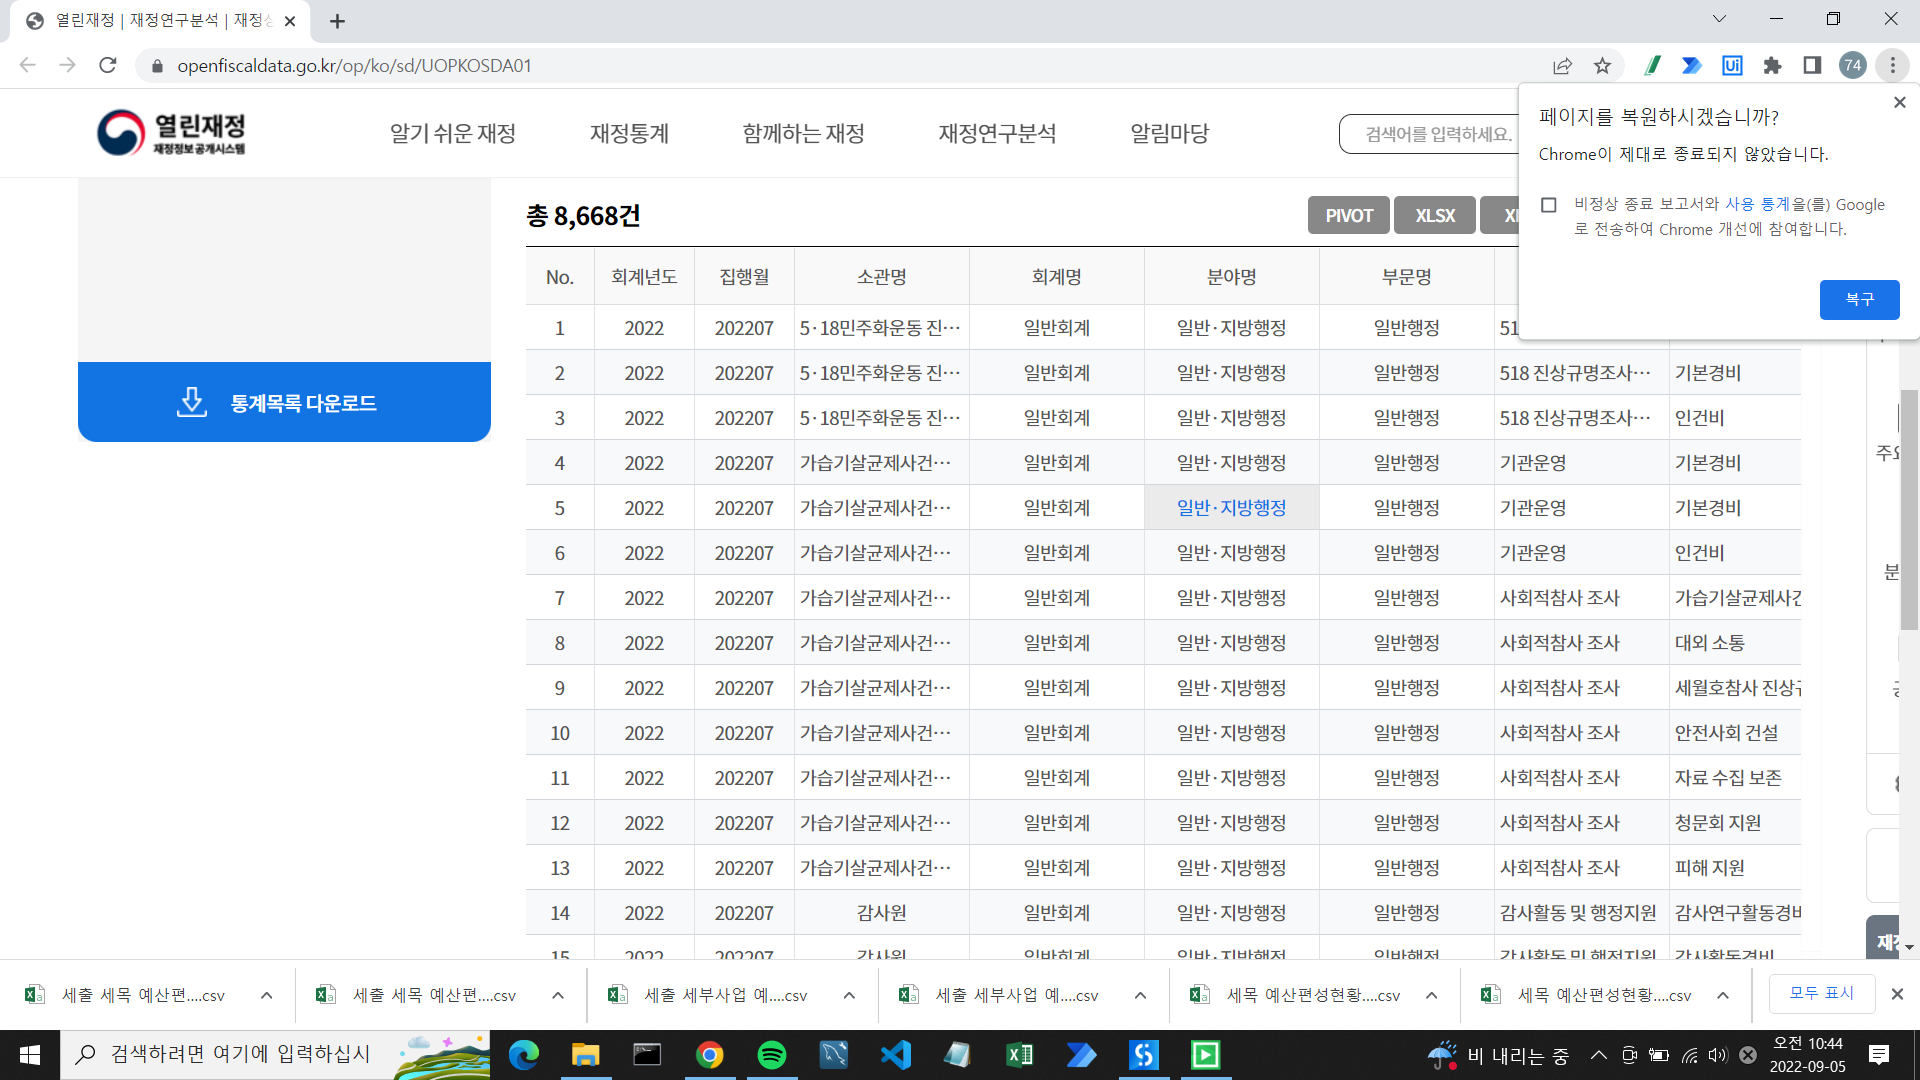 열린재정 | 재정연구분석 | 재정상
openfiscaldata.go.kr/op/ko/sd/UOPKOSDA01
74
열린재정
재정정보공개시스템
알기 쉬운 재정
재정통계
함께하는 재정
재정연구분석
알림마당
검색어를 입력하세요.
페이지를 복원하시겠습니까?
Chrome이 제대로 종료되지 않았습니다.
비정상 종료 보고서와 사용 통계을(를) Google
로 전송하여 Chrome 개선에 참여합니다.
복구
통계목록 다운로드
총 8,668건
PIVOT XLSX
No. 회계년도 집행월 소관명 회계명 분야명 부문명
1 2022 202207 5·18민주화운동 진… 일반회계 일반·지방행정 일반행정 51
2 2022 202207 5·18민주화운동 진… 일반회계 일반·지방행정 일반행정 518 진상규명조사… 기본경비
3 2022 202207 5·18민주화운동 진… 일반회계 일반·지방행정 일반행정 518 진상규명조사… 인건비
4 2022 202207 가습기살균제사건… 일반회계 일반·지방행정 일반행정 기관운영 기본경비
5 2022 202207 가습기살균제사건… 일반회계 일반·지방행정 일반행정 기관운영 기본경비
6 2022 202207 가습기살균제사건… 일반회계 일반·지방행정 일반행정 기관운영 인건비
7 2022 202207 가습기살균제사건… 일반회계 일반·지방행정 일반행정 사회적참사 조사 가습기살균제사건
8 2022 202207 가습기살균제사건… 일반회계 일반·지방행정 일반행정 사회적참사 조사 대외 소통
9 2022 202207 가습기살균제사건… 일반회계 일반·지방행정 일반행정 사회적참사 조사 세월호참사 진상규
10 2022 202207 가습기살균제사건… 일반회계 일반·지방행정 일반행정 사회적참사 조사 안전사회 건설
11 2022 202207 가습기살균제사건… 일반회계 일반·지방행정 일반행정 사회적참사 조사 자료 수집 보존
12 2022 202207 가습기살균제사건… 일반회계 일반·지방행정 일반행정 사회적참사 조사 청문회 지원
13 2022 202207 가습기살균제사건… 일반회계 일반·지방행정 일반행정 사회적참사 조사 피해 지원
14 2022 202207 감사원 일반회계 일반·지방행정 일반행정 감사활동 및 행정지원 감사연구활동경비
15 2022 202207 감사원 일반회계 일반·지방행정 일반행정 감사활동 및 행정지원 감사활동경비
주요
분
재정
세출 세목 예산편....csv
세출 세목 예산편....csv
세출 세부사업 예....csv
세출 세부사업 예....csv
세목 예산편성현황....csv
세목 예산편성현황....csv
모두 표시
검색하려면 여기에 입력하십시
비 내리는 중
오전 10:44
2022-09-05